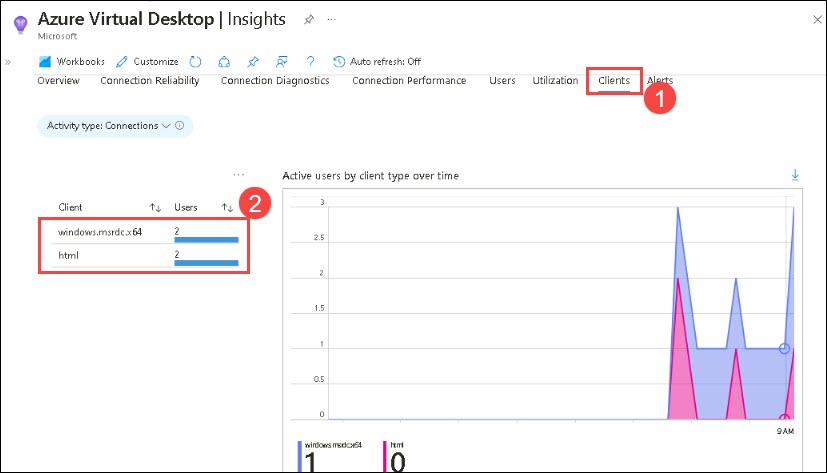 Azure Virtual Desktop | Insights
Microsoft
Workbooks Customize Auto refresh: Off
Overview Connection Reliability Connection Diagnostics Connection Performance Users Utilization Clients Alerts
1
Activity type: Connections
Active users by client type over time
2
Client Users
windows.msrdc.x64 2
html 2
3
2.5
2
1.5
1
0.5
0
9 AM
windows.msrdc.x64 html
1 0